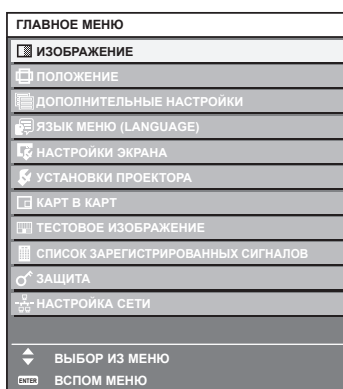 ГЛАВНОЕ МЕНЮ
ИЗОБРАЖЕНИЕ
ПОЛОЖЕНИЕ
ДОПОЛНИТЕЛЬНЫЕ НАСТРОЙКИ
ЯЗЫК МЕНЮ (LANGUAGE)
НАСТРОЙКИ ЭКРАНА
УСТАНОВКИ ПРОЕКТОРА
КАРТ В КАРТ
ТЕСТОВОЕ ИЗОБРАЖЕНИЕ
СПИСОК ЗАРЕГИСТРИРОВАННЫХ СИГНАЛОВ
ЗАЩИТА
НАСТРОЙКА СЕТИ
ВЫБОР ИЗ МЕНЮ
ENTER ВСПОМ МЕНЮ